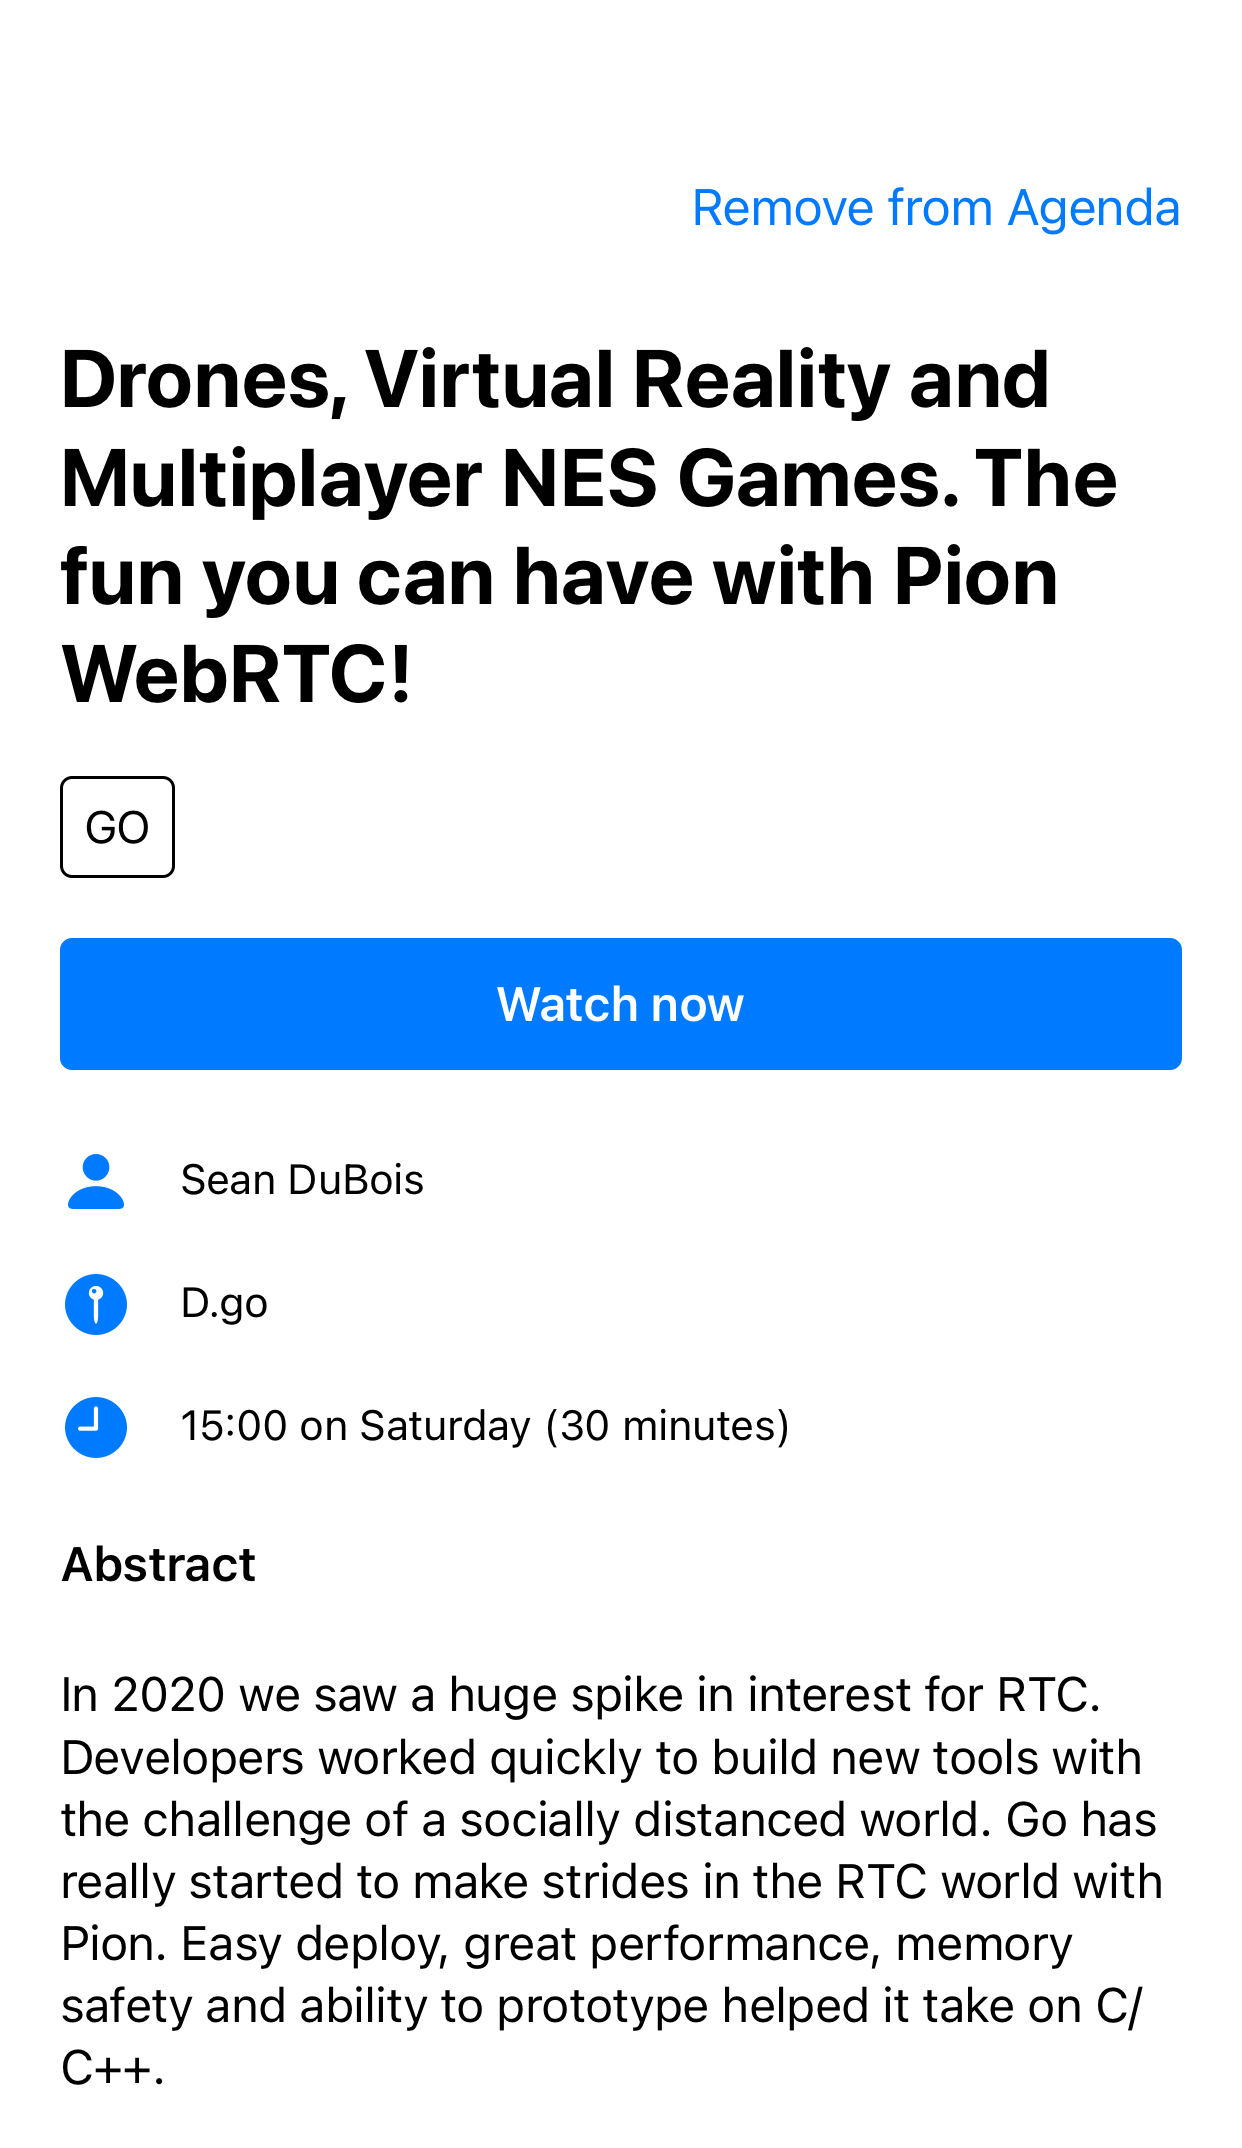 Remove from Agenda
Drones, Virtual Reality and
Multiplayer NES Games. The
fun you can have with Pion
WebRTC!
GO
Watch now
Sean DuBois
D.go
15:00 on Saturday (30 minutes)
Abstract
In 2020 we saw a huge spike in interest for RTC.
Developers worked quickly to build new tools with
the challenge of a socially distanced world. Go has
really started to make strides in the RTC world with
Pion. Easy deploy, great performance, memory
safety and ability to prototype helped it take on C/
C++.